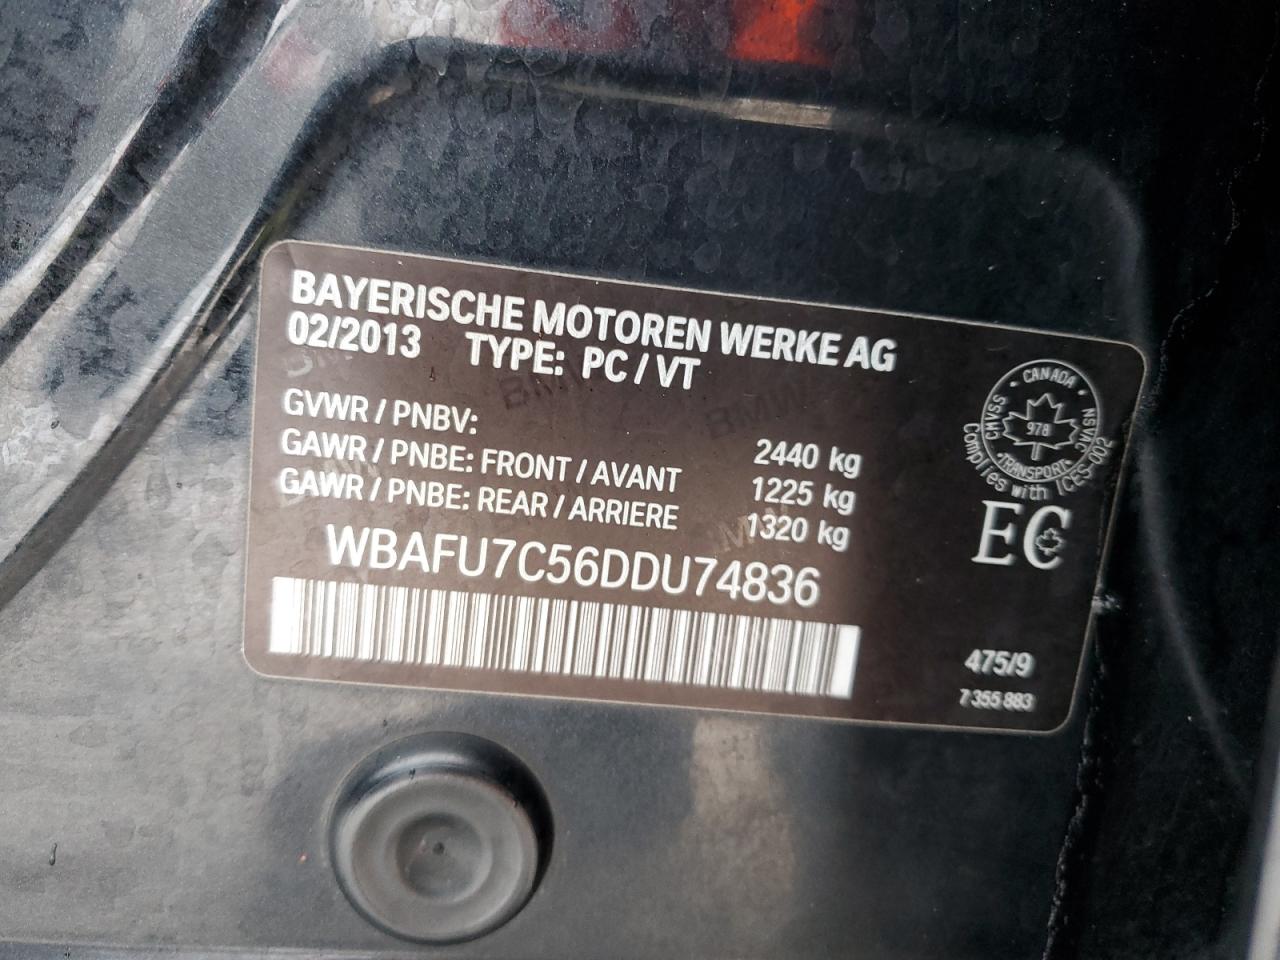 BAYERISCHE MOTOREN WERKE AG
02/2013 TYPE: PC / VT
GVWR / PNBV: 2440 kg
GAWR / PNBE: FRONT / AVANT 1225 kg
GAWR / PNBE: REAR / ARRIERE 1320 kg
WBAFU7C56DDU74836
CANADA
CMVSS NSVAC
978
TRANSPORT
Complies with ICES-002
EC
475/9
7 355 883
BMW
BMW